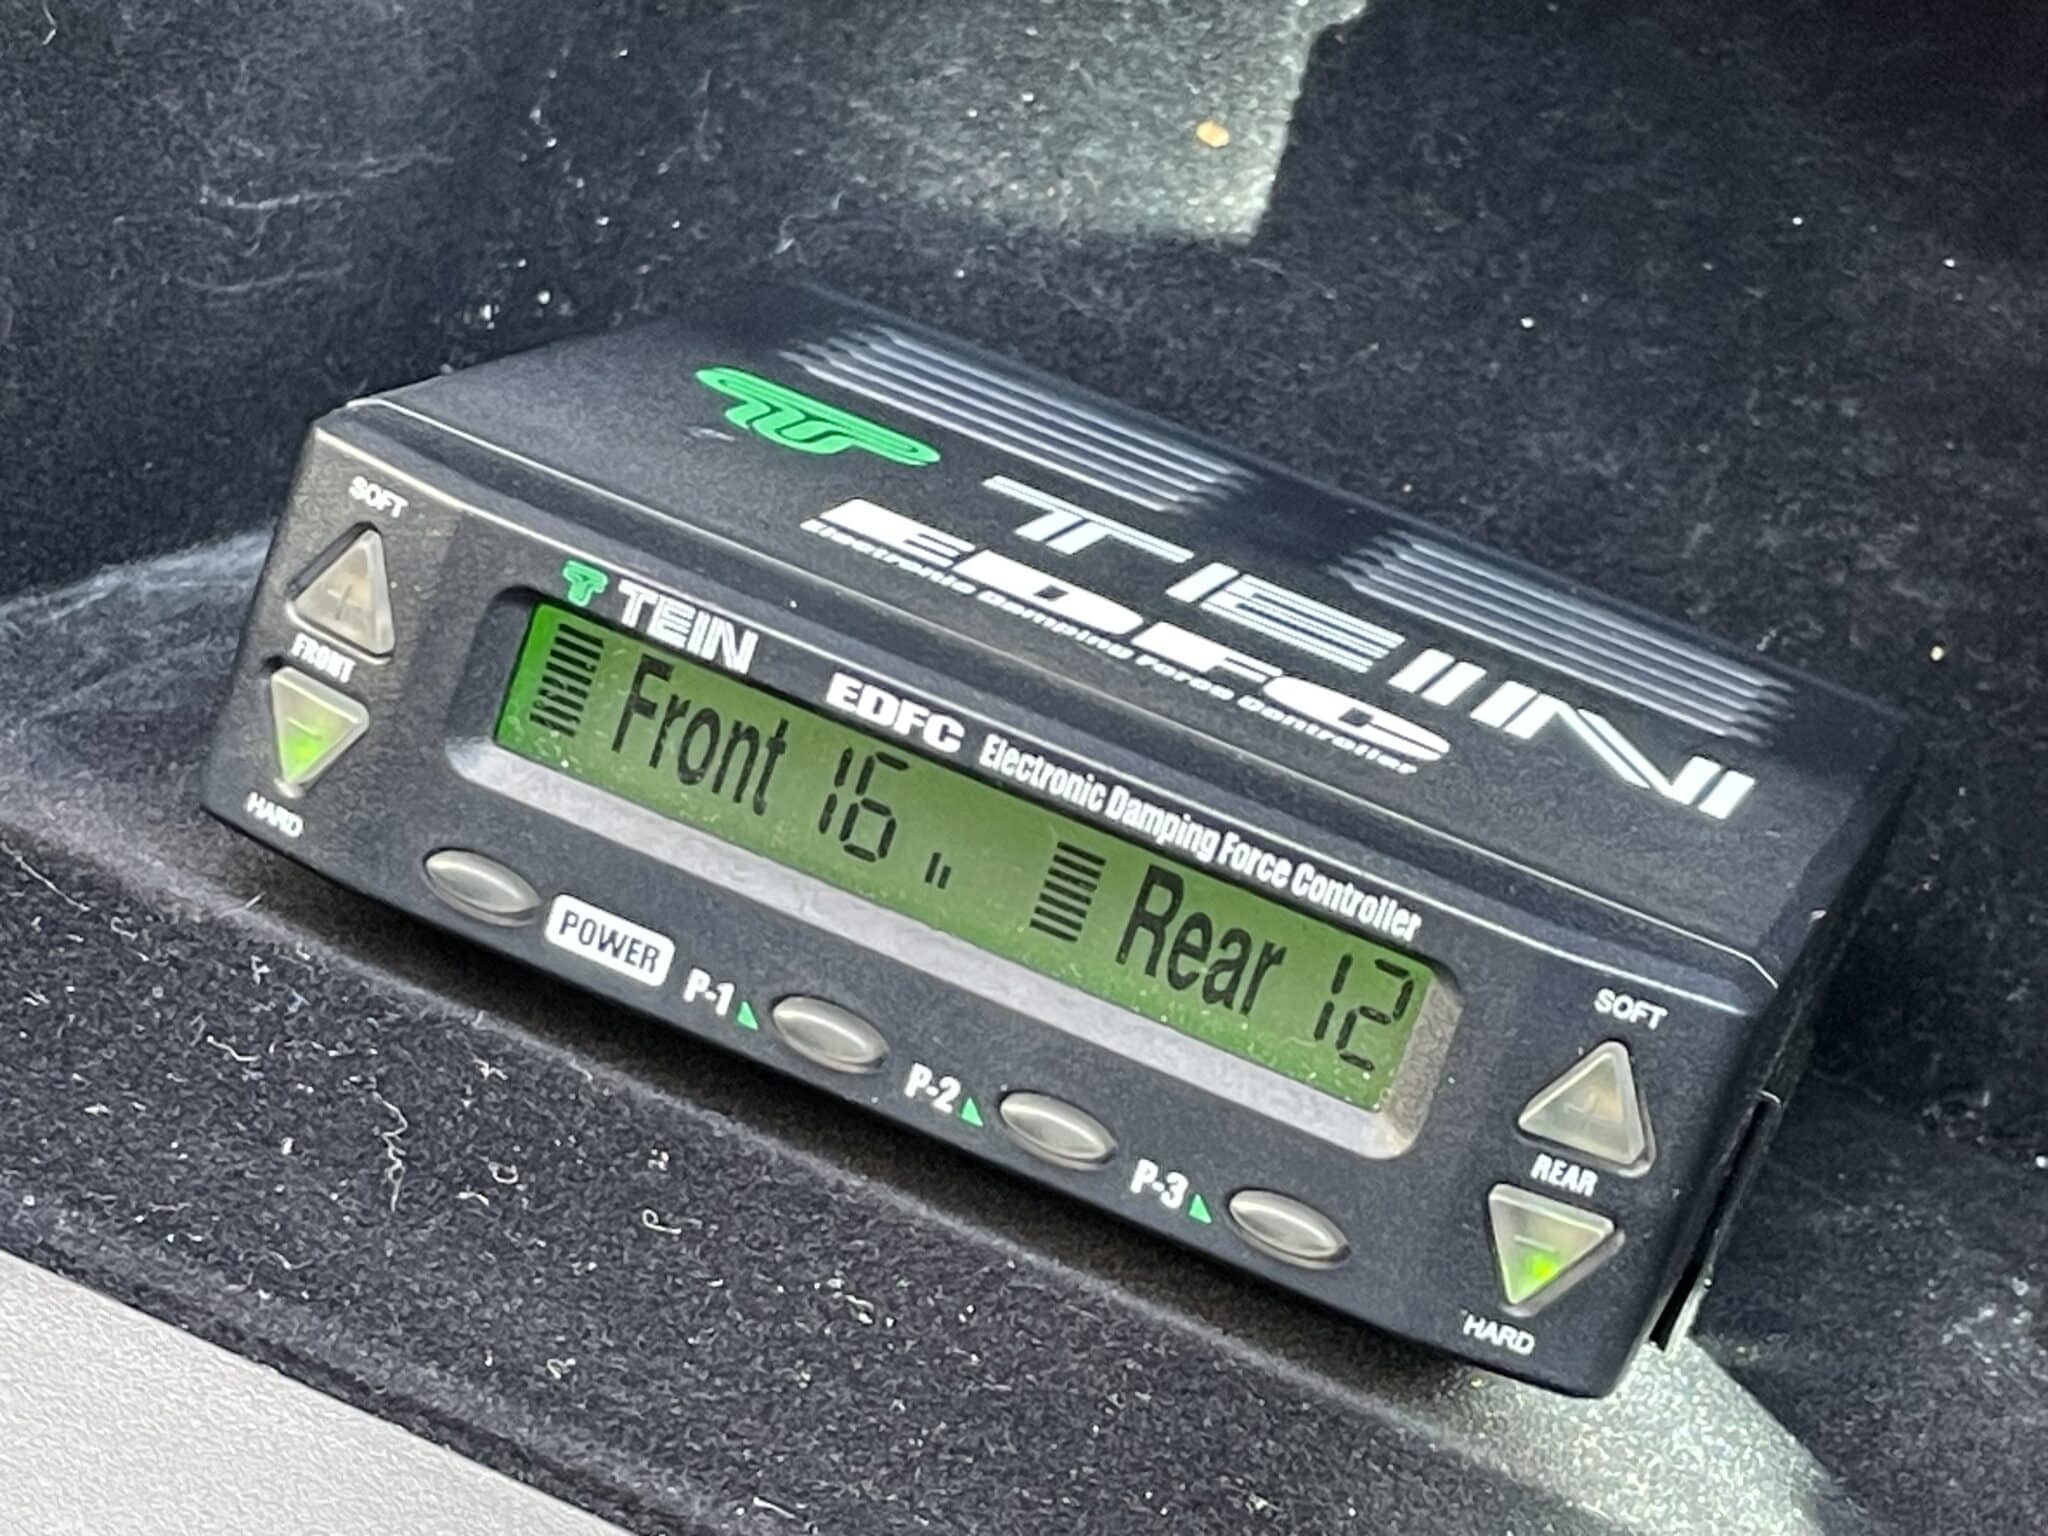 TEIN
EDFC
Electronic Damping Force Controller
SOFT
FRONT
HARD
TEIN EDFC Electronic Damping Force Controller
Front 16 Rear 12
POWER
P-1
P-2
P-3
SOFT
REAR
HARD